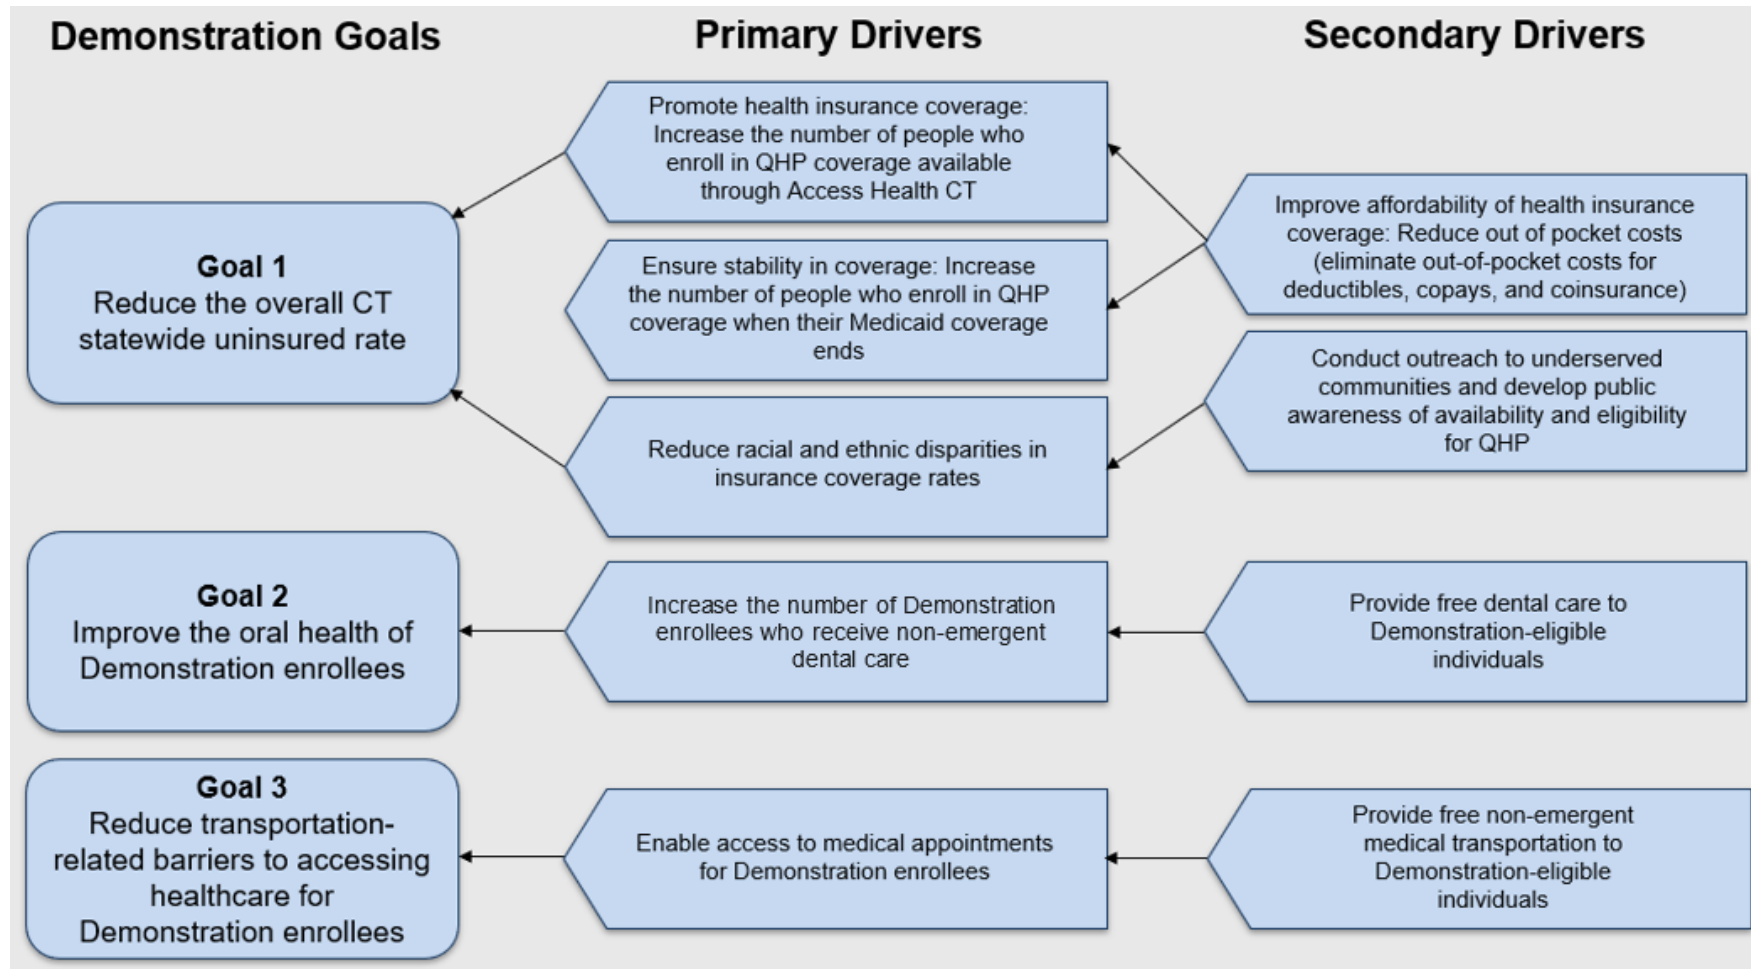 Demonstration Goals
Primary Drivers
Secondary Drivers
Goal 1
Reduce the overall CT
statewide uninsured rate
Promote health insurance coverage:
Increase the number of people who
enroll in QHP coverage available
through Access Health CT
Ensure stability in coverage: Increase
the number of people who enroll in QHP
coverage when their Medicaid coverage
ends
Reduce racial and ethnic disparities in
insurance coverage rates
Improve affordability of health insurance
coverage: Reduce out of pocket costs
(eliminate out-of-pocket costs for
deductibles, copays, and coinsurance)
Conduct outreach to underserved
communities and develop public
awareness of availability and eligibility
for QHP
Goal 2
Improve the oral health of
Demonstration enrollees
Increase the number of Demonstration
enrollees who receive non-emergent
dental care
Provide free dental care to
Demonstration-eligible
individuals
Goal 3
Reduce transportation-
related barriers to accessing
healthcare for
Demonstration enrollees
Enable access to medical appointments
for Demonstration enrollees
Provide free non-emergent
medical transportation to
Demonstration-eligible
individuals